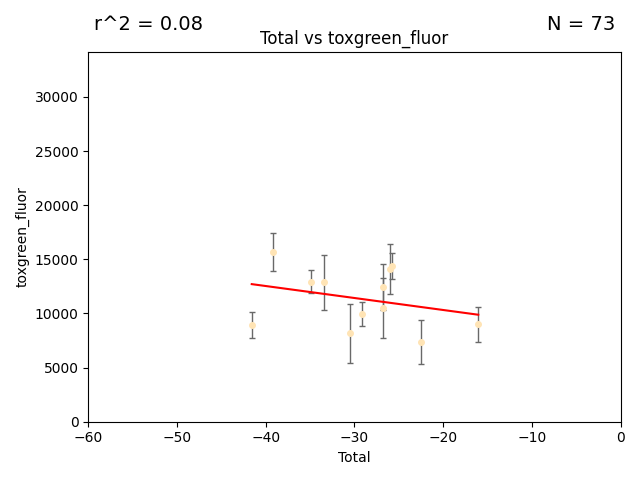 r^2 = 0.08
N = 73
Total vs toxgreen_fluor
30000
25000
20000
15000
10000
5000
0
toxgreen_fluor
−60
−50
−40
−30
−20
−10
0
Total